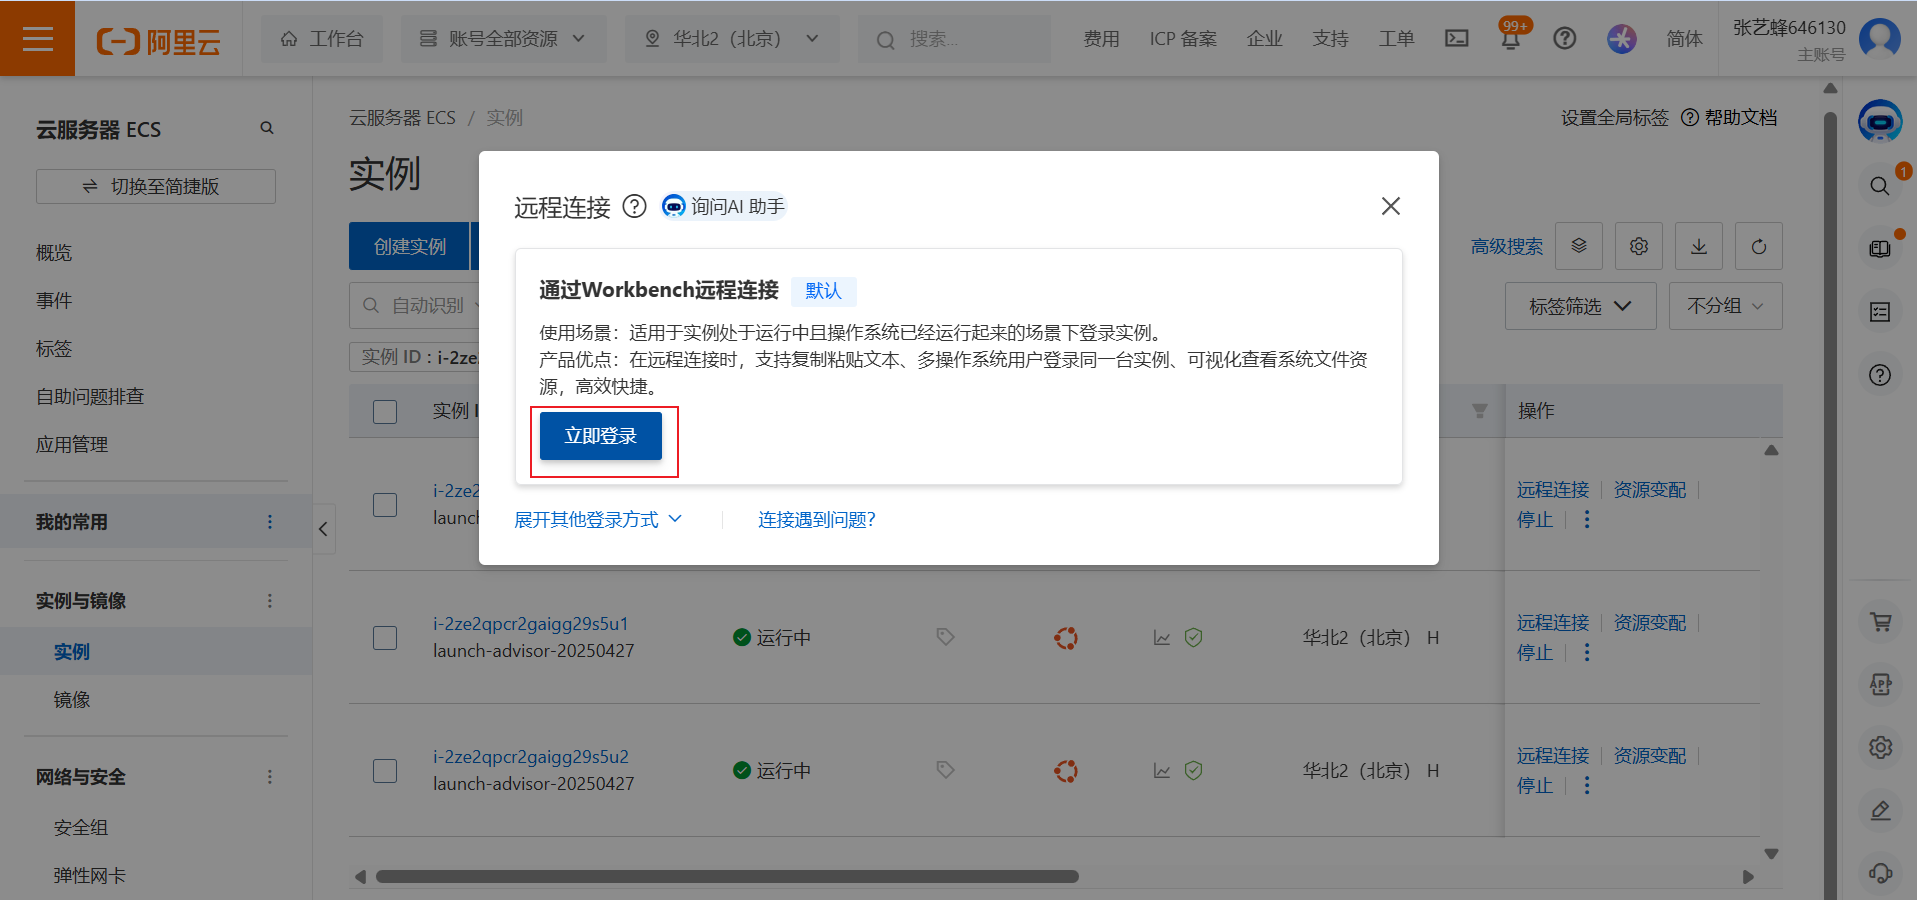 阿里云
工作台
账号全部资源
华北2（北京）
搜索...
费用
ICP 备案
企业
支持
工单
99+
简体
张艺蜂646130
主账号
云服务器 ECS
切换至简捷版
概览
事件
标签
自助问题排查
应用管理
我的常用
实例与镜像
实例
镜像
网络与安全
安全组
弹性网卡
云服务器 ECS / 实例
设置全局标签
帮助文档
实例
创建实例
高级搜索
自动识别
标签筛选
不分组
实例 ID : i-2ze
实例 I
操作
i-2ze2
launch
远程连接 资源变配
停止
远程连接
询问AI 助手
通过Workbench远程连接 默认
使用场景：适用于实例处于运行中且操作系统已经运行起来的场景下登录实例。
产品优点：在远程连接时，支持复制粘贴文本、多操作系统用户登录同一台实例、可视化查看系统文件资
源，高效快捷。
立即登录
展开其他登录方式
连接遇到问题?
i-2ze2qpcr2gaigg29s5u1
launch-advisor-20250427
运行中
华北2（北京） H
远程连接 资源变配
停止
i-2ze2qpcr2gaigg29s5u2
launch-advisor-20250427
运行中
华北2（北京） H
远程连接 资源变配
停止
1
APP